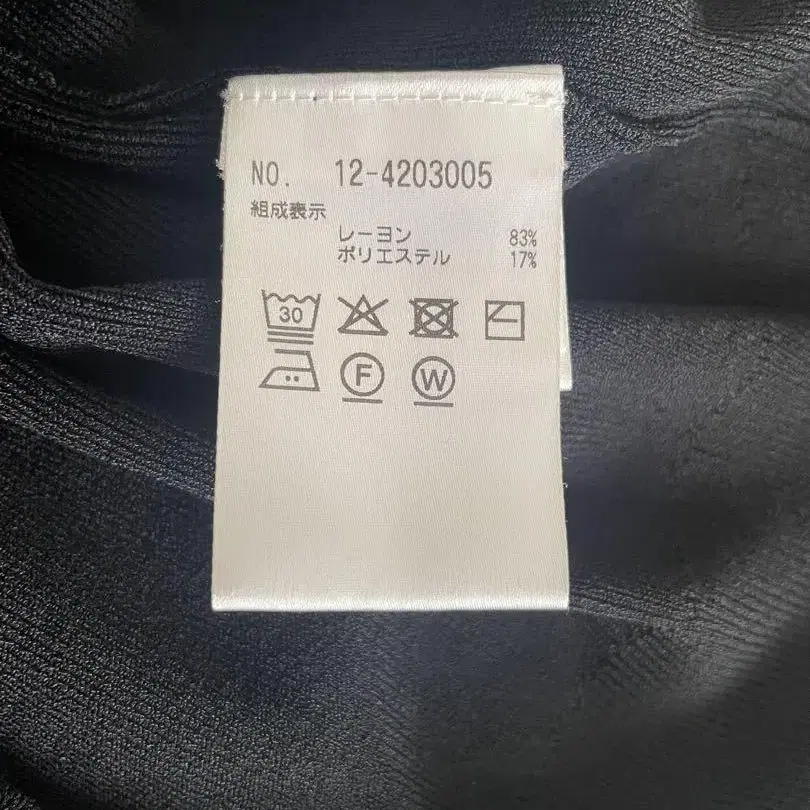 NO. 12-4203005
組成表示
レーヨン 83%
ポリエステル 17%
30
F W